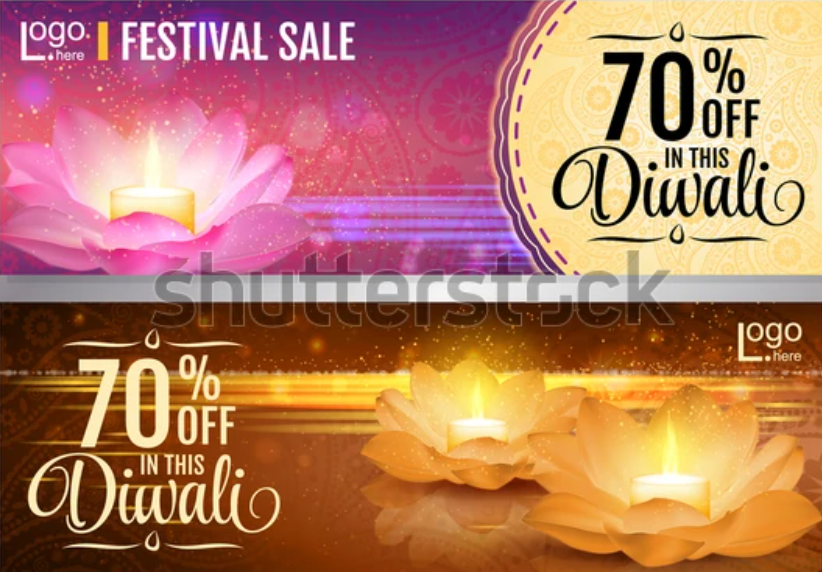 Logo
.here
FESTIVAL SALE
70%
OFF
IN THIS
Diwali
shutterstock
Logo
.here
70%
OFF
IN THIS
Diwali